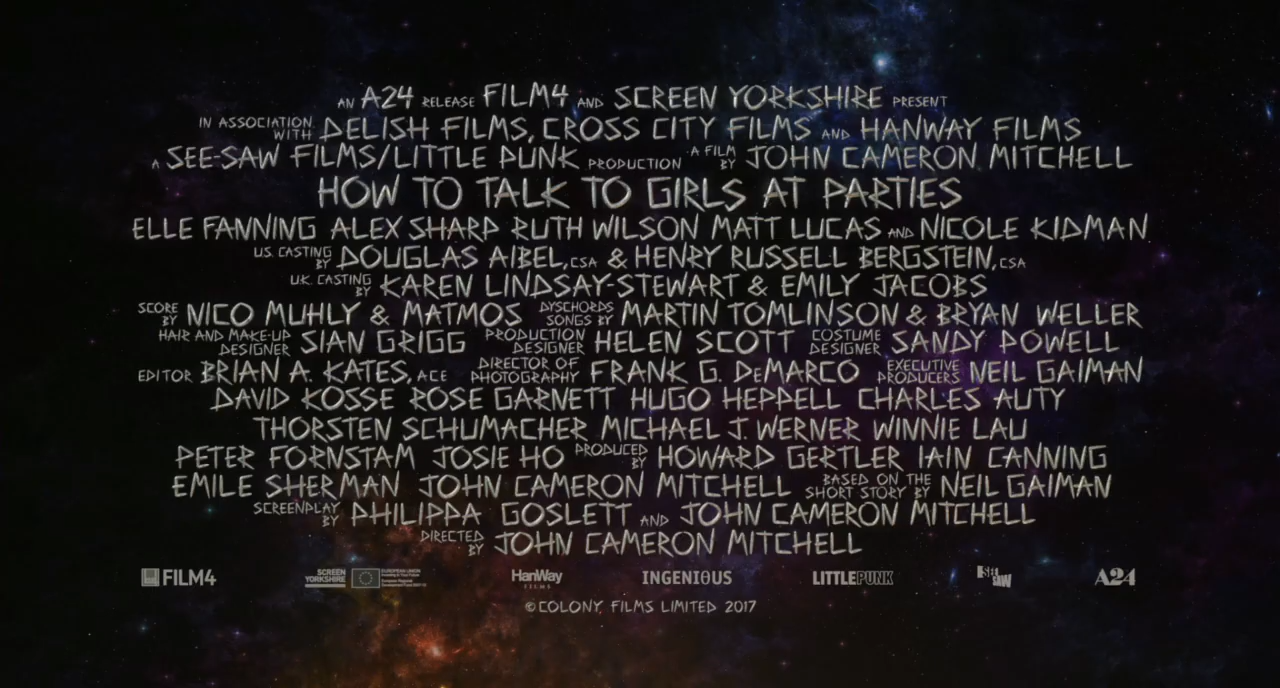 AN A24 RELEASE FILM4 AND SCREEN YORKSHIRE PRESENT
IN ASSOCIATION WITH DELISH FILMS, CROSS CITY FILMS AND HANWAY FILMS
A SEE-SAW FILMS/LITTLE PUNK PRODUCTION A FILM BY JOHN CAMERON MITCHELL
HOW TO TALK TO GIRLS AT PARTIES
ELLE FANNING ALEX SHARP RUTH WILSON MATT LUCAS AND NICOLE KIDMAN
U.S. CASTING BY DOUGLAS AIBEL, CSA & HENRY RUSSELL BERGSTEIN, CSA
U.K. CASTING BY KAREN LINDSAY-STEWART & EMILY JACOBS
SCORE BY NICO MUHLY & MATMOS DYSCHORDS SONGS BY MARTIN TOMLINSON & BRYAN WELLER
HAIR AND MAKE-UP DESIGNER SIAN GRIGG PRODUCTION DESIGNER HELEN SCOTT COSTUME DESIGNER SANDY POWELL
EDITOR BRIAN A. KATES, ACE DIRECTOR OF PHOTOGRAPHY FRANK G. DeMARCO EXECUTIVE PRODUCERS NEIL GAIMAN
DAVID KOSSE ROSE GARNETT HUGO HEPPELL CHARLES AUTY
THORSTEN SCHUMACHER MICHAEL J. WERNER WINNIE LAU
PETER FORNSTAM JOSIE HO PRODUCED BY HOWARD GERTLER IAIN CANNING
EMILE SHERMAN JOHN CAMERON MITCHELL BASED ON THE SHORT STORY BY NEIL GAIMAN
SCREENPLAY BY PHILIPPA GOSLETT AND JOHN CAMERON MITCHELL
DIRECTED BY JOHN CAMERON MITCHELL
FILM4 SCREEN YORKSHIRE EUROPEAN UNION HanWay FILMS INGENIOUS LITTLEPUNK SEE SAW A24
© COLONY FILMS LIMITED 2017